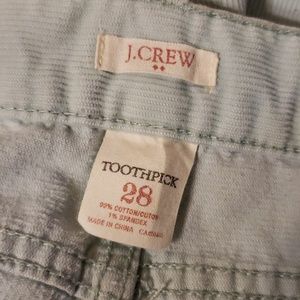 J.CREW
TOOTHPICK
28
99% COTTON/COTON
1% SPANDEX
MADE IN CHINA